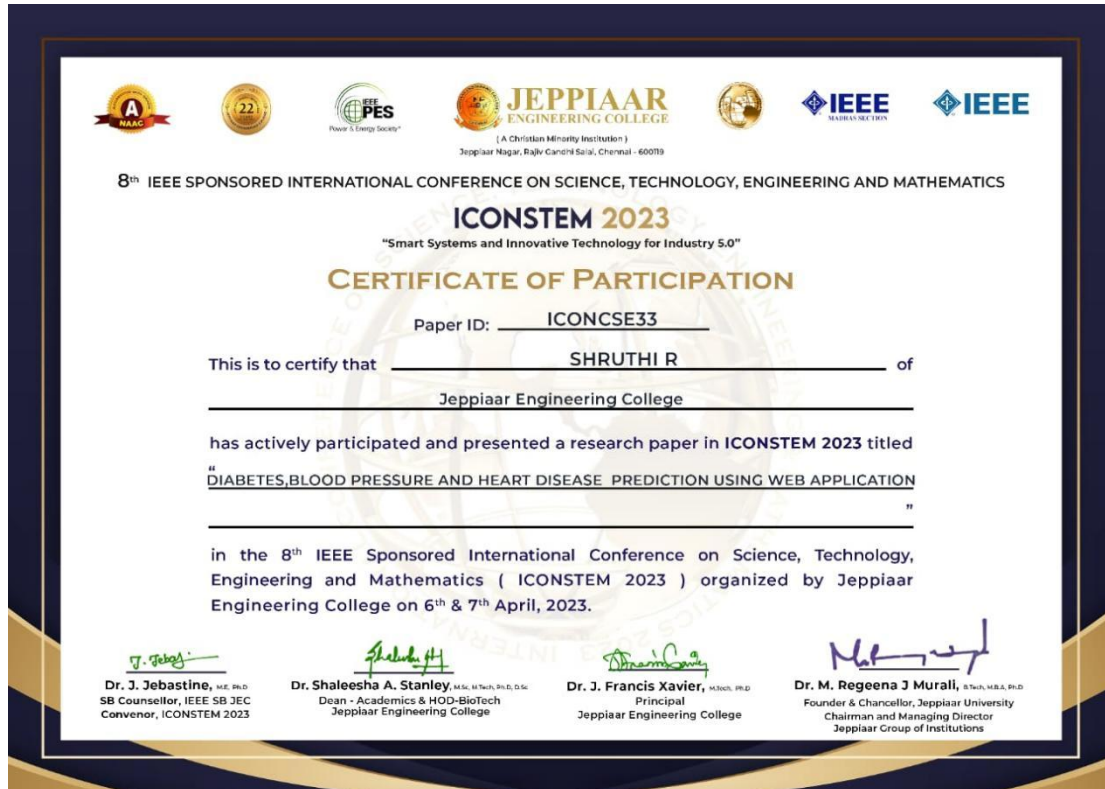 A
NAAC
22
IEEE
PES
Power & Energy Society®
JEPPIAAR
ENGINEERING COLLEGE
( A Christian Minority Institution )
Jeppiaar Nagar, Rajiv Gandhi Salai, Chennai - 600119
IEEE
MADRAS SECTION
IEEE
8th IEEE SPONSORED INTERNATIONAL CONFERENCE ON SCIENCE, TECHNOLOGY, ENGINEERING AND MATHEMATICS
ICONSTEM 2023
"Smart Systems and Innovative Technology for Industry 5.0"
CERTIFICATE OF PARTICIPATION
Paper ID: ICONCSE33
This is to certify that SHRUTHI R of
Jeppiaar Engineering College
has actively participated and presented a research paper in ICONSTEM 2023 titled
"DIABETES,BLOOD PRESSURE AND HEART DISEASE PREDICTION USING WEB APPLICATION
"
in the 8th IEEE Sponsored International Conference on Science, Technology,
Engineering and Mathematics ( ICONSTEM 2023 ) organized by Jeppiaar
Engineering College on 6th & 7th April, 2023.
J. Jebas
Dr. J. Jebastine, M.E, Ph.D
SB Counsellor, IEEE SB JEC
Convenor, ICONSTEM 2023
Dr. Shaleesha A. Stanley, M.Sc, M.Tech, Ph.D, D.Sc
Dean - Academics & HOD-BioTech
Jeppiaar Engineering College
Dr. J. Francis Xavier, M.Tech, Ph.D
Principal
Jeppiaar Engineering College
Dr. M. Regeena J Murali, B.Tech, M.B.A, Ph.D
Founder & Chancellor, Jeppiaar University
Chairman and Managing Director
Jeppiaar Group of Institutions